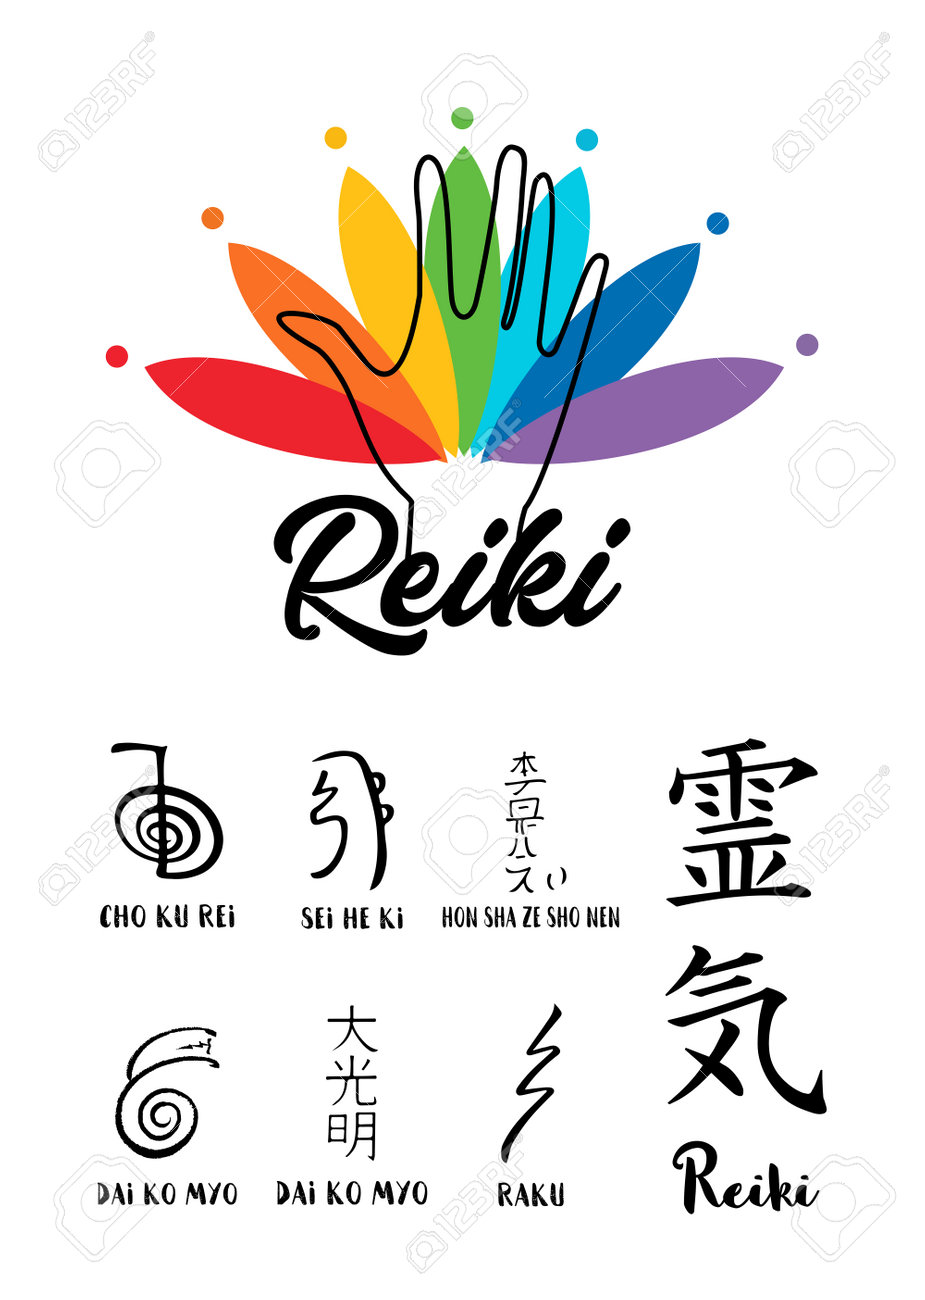 Reiki
CHO KU REi
SEi HE Ki
HON SHA ZE SHO NEN
霊
気
Reiki
DAi KO MYO
大
光
明
DAi KO MYO
RAKU
123RF